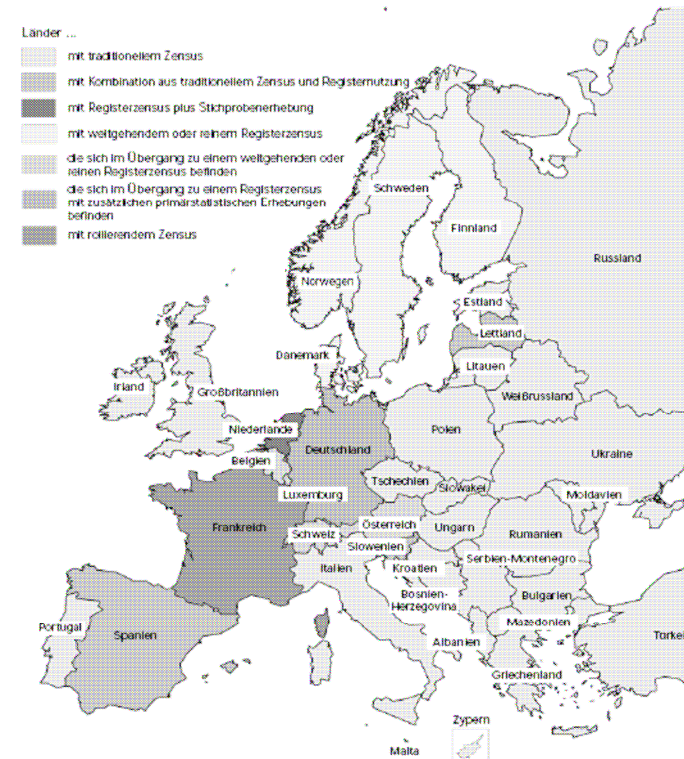 Länder ...
mit traditionellem Zensus
mit Kombination aus traditionellem Zensus und Registernutzung
mit Registerzensus plus Stichprobenerhebung
mit weitgehendem oder reinem Registerzensus
die sich im Übergang zu einem weitgehenden oder
reinen Registerzensus befinden
die sich im Übergang zu einem Registerzensus
mit zusätzlichen primärstatistischen Erhebungen
befinden
mit rollierendem Zensus
Schweden
Finnland
Russland
Norwegen
Estland
Lettland
Dänemark
Litauen
Irland
Großbritannien
Weißrussland
Niederlande
Polen
Deutschland
Ukraine
Belgien
Tschechien
Slowakei
Luxemburg
Moldavien
Frankreich
Österreich
Ungarn
Rumänien
Schweiz
Slowenien
Serbien-Montenegro
Italien
Kroatien
Bosnien-
Herzegovina
Bulgarien
Mazedonien
Portugal
Spanien
Albanien
Türkei
Griechenland
Zypern
Malta